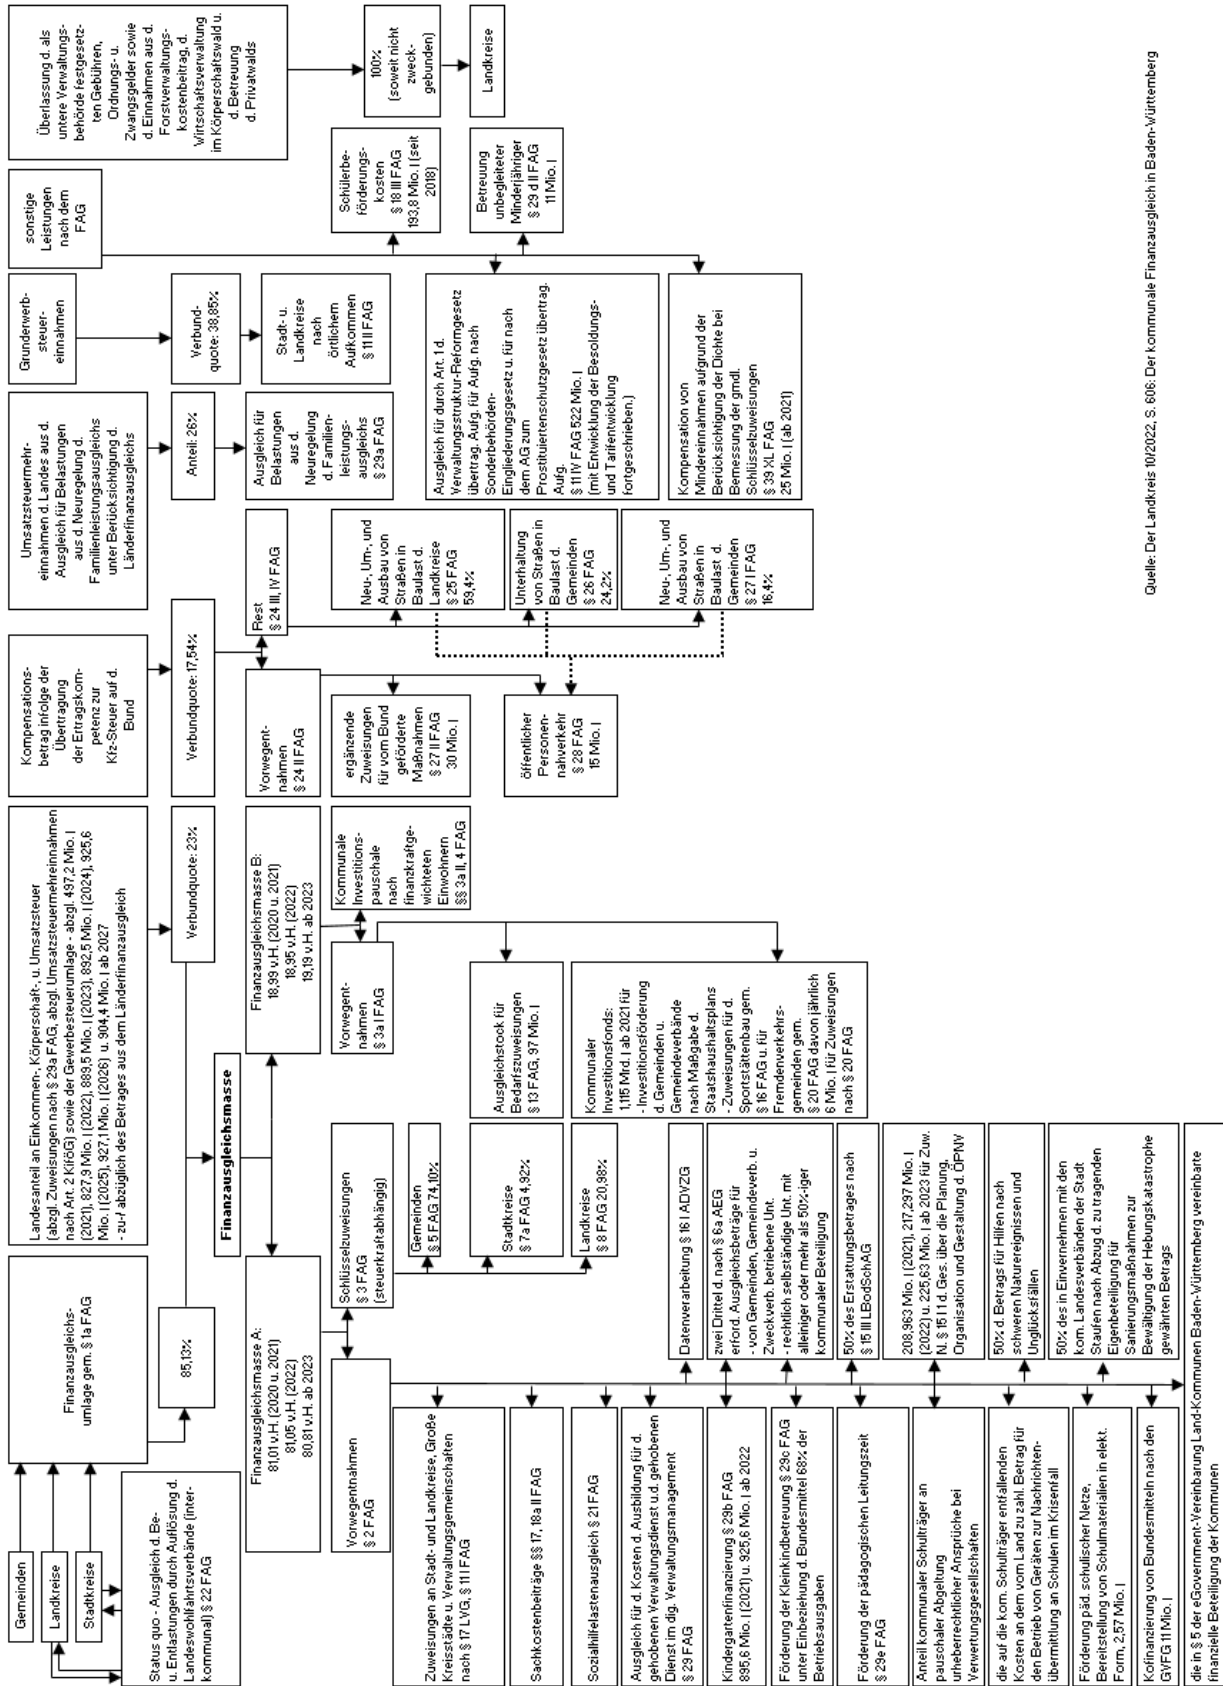 Gemeinden
Landkreise
Stadtkreise
Status quo - Ausgleich d. Be-
u. Entlastungen durch Auflösung d.
Landeswohlfahrtsverbände (inter-
kommunal) § 22 FAG
Finanzausgleichs-
umlage gem. § 1a FAG
85,13%
Landesanteil an Einkommen-, Körperschaft-, u. Umsatzsteuer
(abzgl. Zuweisungen nach § 29a FAG, abzgl. Umsatzsteuermehreinnahmen
nach Art. 2 KiföG) sowie der Gewerbesteuerumlage - abzgl. 497,2 Mio. |
(2021), 827,9 Mio. | (2022), 889,5 Mio. | (2023), 892,5 Mio. | (2024), 925,6
Mio. | (2025), 927,1 Mio. | (2026) u. 904,4 Mio. | ab 2027
- zu-/ abzüglich des Betrages aus dem Länderfinanzausgleich
Verbundquote: 23%
Finanzausgleichsmasse
Kompensations-
betrag infolge der
Übertragung
der Ertragskom-
petenz zur
Kfz-Steuer auf d.
Bund
Verbundquote: 17,54%
Umsatzsteuermehr-
einnahmen d. Landes aus d.
Ausgleich für Belastungen
aus d. Neuregelung d.
Familienleistungsausgleichs
unter Berücksichtigung d.
Länderfinanzausgleichs
Anteil: 26%
Ausgleich für
Belastungen
aus d.
Neuregelung
d. Familien-
leistungs-
ausgleichs
§ 29a FAG
Grunderwerb-
steuer-
einnahmen
Verbund-
quote: 38,85%
Stadt- u.
Landkreise
nach
örtlichem
Aufkommen
§ 11 II FAG
sonstige
Leistungen
nach dem
FAG
Überlassung d. als
untere Verwaltungs-
behörde festgesetz-
ten Gebühren,
Ordnungs- u.
Zwangsgelder sowie
d. Einnahmen aus d.
Forstverwaltungs-
kostenbeitrag, d.
Wirtschaftsverwaltung
im Körperschaftswald u.
d. Betreuung
d. Privatwalds
100%
(soweit nicht
zweck-
gebunden)
Landkreise
Finanzausgleichsmasse A:
81,01 v.H. (2020 u. 2021)
81,05 v.H. (2022)
80,81 v.H. ab 2023
Finanzausgleichsmasse B:
18,99 v.H. (2020 u. 2021)
18,95 v.H. (2022)
19,19 v.H. ab 2023
Vorwegent-
nahmen
§ 24 II FAG
Rest
§ 24 III, IV FAG
Vorwegentnahmen
§ 2 FAG
Schlüsselzuweisungen
§ 3 FAG
(steuerkraftabhängig)
Vorwegent-
nahmen
§ 3a I FAG
Kommunale
Investitions-
pauschale
nach
finanzkraftge-
wichteten
Einwohnern
§§ 3a II, 4 FAG
ergänzende
Zuweisungen
für vom Bund
geförderte
Maßnahmen
§ 27 II FAG
30 Mio. |
Neu-, Um-, und
Ausbau von
Straßen in
Baulast d.
Landkreise
§ 25 FAG
59,4%
Schülerbe-
förderungs-
kosten
§ 18 III FAG
193,8 Mio. | (seit
2018)
Gemeinden
§ 5 FAG 74,10%
Stadtkreise
§ 7a FAG 4,92%
Landkreise
§ 8 FAG 20,98%
Ausgleichstock für
Bedarfszuweisungen
§ 13 FAG, 97 Mio. |
Kommunaler
Investitionsfonds:
1,115 Mrd. | ab 2021 für
- Investitionsförderung
d. Gemeinden u.
Gemeindeverbände
nach Maßgabe d.
Staatshaushaltsplans
- Zuweisungen für d.
Sportstättenbau gem.
§ 16 FAG u. für
Fremdenverkehrs-
gemeinden gem.
§ 20 FAG davon jährlich
6 Mio. | für Zuweisungen
nach § 20 FAG
öffentlicher
Personen-
nahverkehr
§ 28 FAG
15 Mio. |
Unterhaltung
von Straßen in
Baulast d.
Gemeinden
§ 26 FAG
24,2%
Neu-, Um-, und
Ausbau von
Straßen in
Baulast d.
Gemeinden
§ 27 I FAG
16,4%
Ausgleich für durch Art. 1 d.
Verwaltungsstruktur-Reformgesetz
übertrag. Aufg. für Aufg. nach
Sonderbehörden-
Eingliederungsgesetz u. für nach
dem AG zum
Prostituiertenschutzgesetz übertrag.
Aufg.
§ 11 IV FAG 522 Mio. |
(mit Entwicklung der Besoldungs-
und Tarifentwicklung
fortgeschrieben.)
Betreuung
unbegleiteter
Minderjähriger
§ 29 d II FAG
11 Mio. |
Kompensation von
Mindereinnahmen aufgrund der
Berücksichtigung der Dichte bei
Bemessung der gmdl.
Schlüsselzuweisungen
§ 39 XL FAG
25 Mio. | (ab 2021)
Zuweisungen an Stadt- und Landkreise, Große
Kreisstädte u. Verwaltungsgemeinschaften
nach § 17 LVG, § 11 I FAG
Sachkostenbeiträge §§ 17, 18a II FAG
Sozialhilfelastenausgleich § 21 FAG
Ausgleich für d. Kosten d. Ausbildung für d.
gehobenen Verwaltungsdienst u.d. gehobenen
Dienst im dig. Verwaltungsmanagement
§ 29 FAG
Kindergartenfinanzierung § 29b FAG
895,6 Mio. | (2021) u. 925,6 Mio. | ab 2022
Förderung der Kleinkindbetreuung § 29c FAG
unter Einbeziehung d. Bundesmittel 68% der
Betriebsausgaben
Förderung der pädagogischen Leitungszeit
§ 29e FAG
Anteil kommunaler Schulträger an
pauschaler Abgeltung
urheberrechtlicher Ansprüche bei
Verwertungsgesellschaften
die auf die kom. Schulträger entfallenden
Kosten an dem vom Land zu zahl. Betrag für
den Betrieb von Geräten zur Nachrichten-
übermittlung an Schulen im Krisenfall
Förderung päd. schulischer Netze,
Bereitstellung von Schulmaterialien in elekt.
Form, 2,57 Mio. |
Kofinanzierung von Bundesmitteln nach den
GVFG 11 Mio. |
Datenverarbeitung § 16 I ADVZG
zwei Drittel d. nach § 6a AEG
erford. Ausgleichsbeträge für
- von Gemeinden, Gemeindeverb. u.
Zweckverb. betriebene Unt.
- rechtlich selbständige Unt. mit
alleiniger oder mehr als 50%-iger
kommunaler Beteiligung
50% des Erstattungsbetrages nach
§ 15 III LBodSchAG
208,963 Mio. | (2021), 217,297 Mio. |
(2022) u. 225,63 Mio. | ab 2023 für Zuw.
N. § 15 I 1 d. Ges. über die Planung,
Organisation und Gestaltung d. ÖPNV
50% d. Betrags für Hilfen nach
schweren Naturereignissen und
Unglücksfällen
50% des in Einvernehmen mit den
kom. Landesverbänden der Stadt
Staufen nach Abzug d. zu tragenden
Eigenbeteiligung für
Sanierungsmaßnahmen zur
Bewältigung der Hebungskatastrophe
gewährten Betrags
die in § 5 der eGovernment-Vereinbarung Land-Kommunen Baden-Württemberg vereinbarte
finanzielle Beteiligung der Kommunen
Quelle: Der Landkreis 10/2022, S. 606: Der kommunale Finanzausgleich in Baden-Württemberg